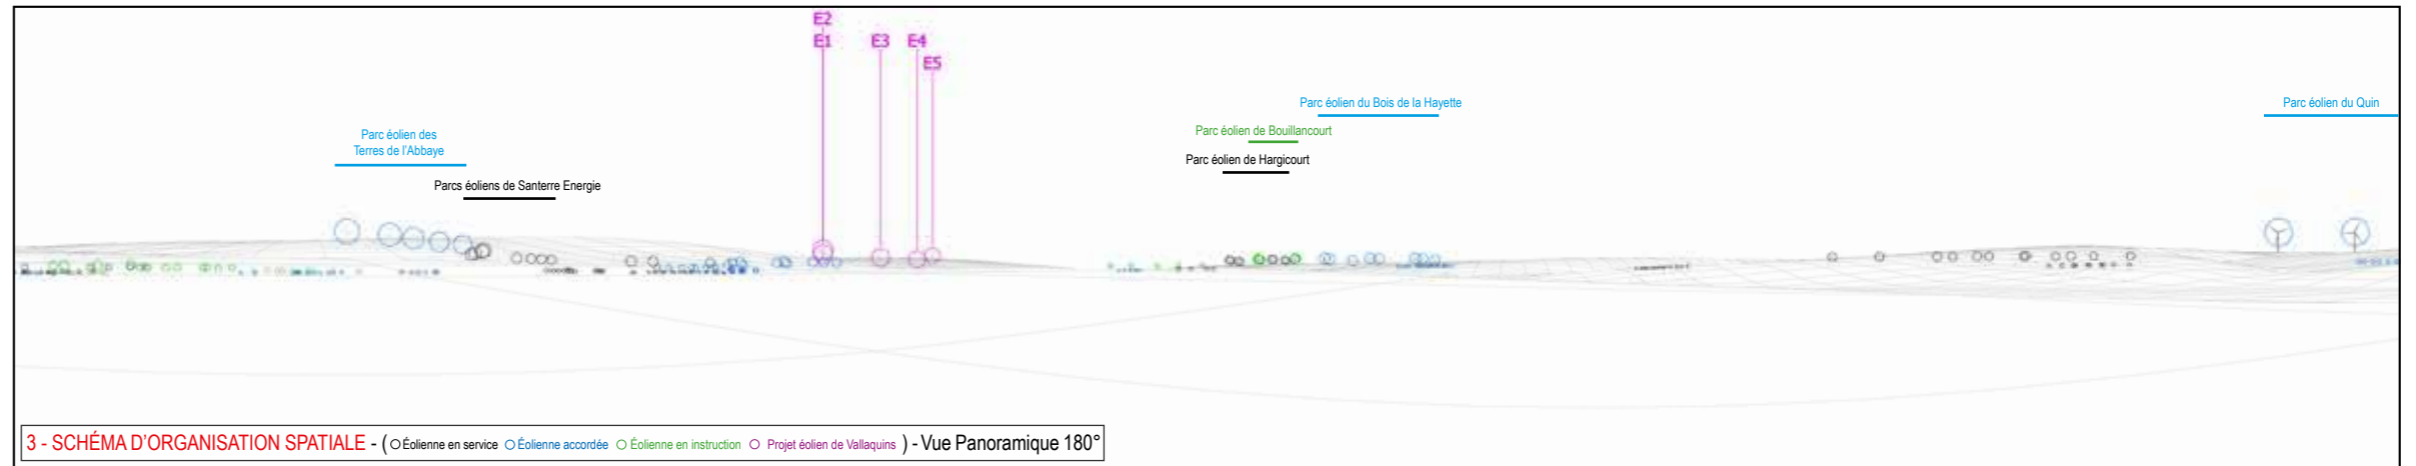 E2
E1 E3 E4
E5
Parc éolien du Bois de la Hayette
Parc éolien du Quin
Parc éolien des
Terres de l'Abbaye
Parc éolien de Bouillancourt
Parc éolien de Hargicourt
Parcs éoliens de Santerre Energie
3 - SCHÉMA D'ORGANISATION SPATIALE - ( Éolienne en service Éolienne accordée Éolienne en instruction Projet éolien de Vallaquins ) - Vue Panoramique 180°